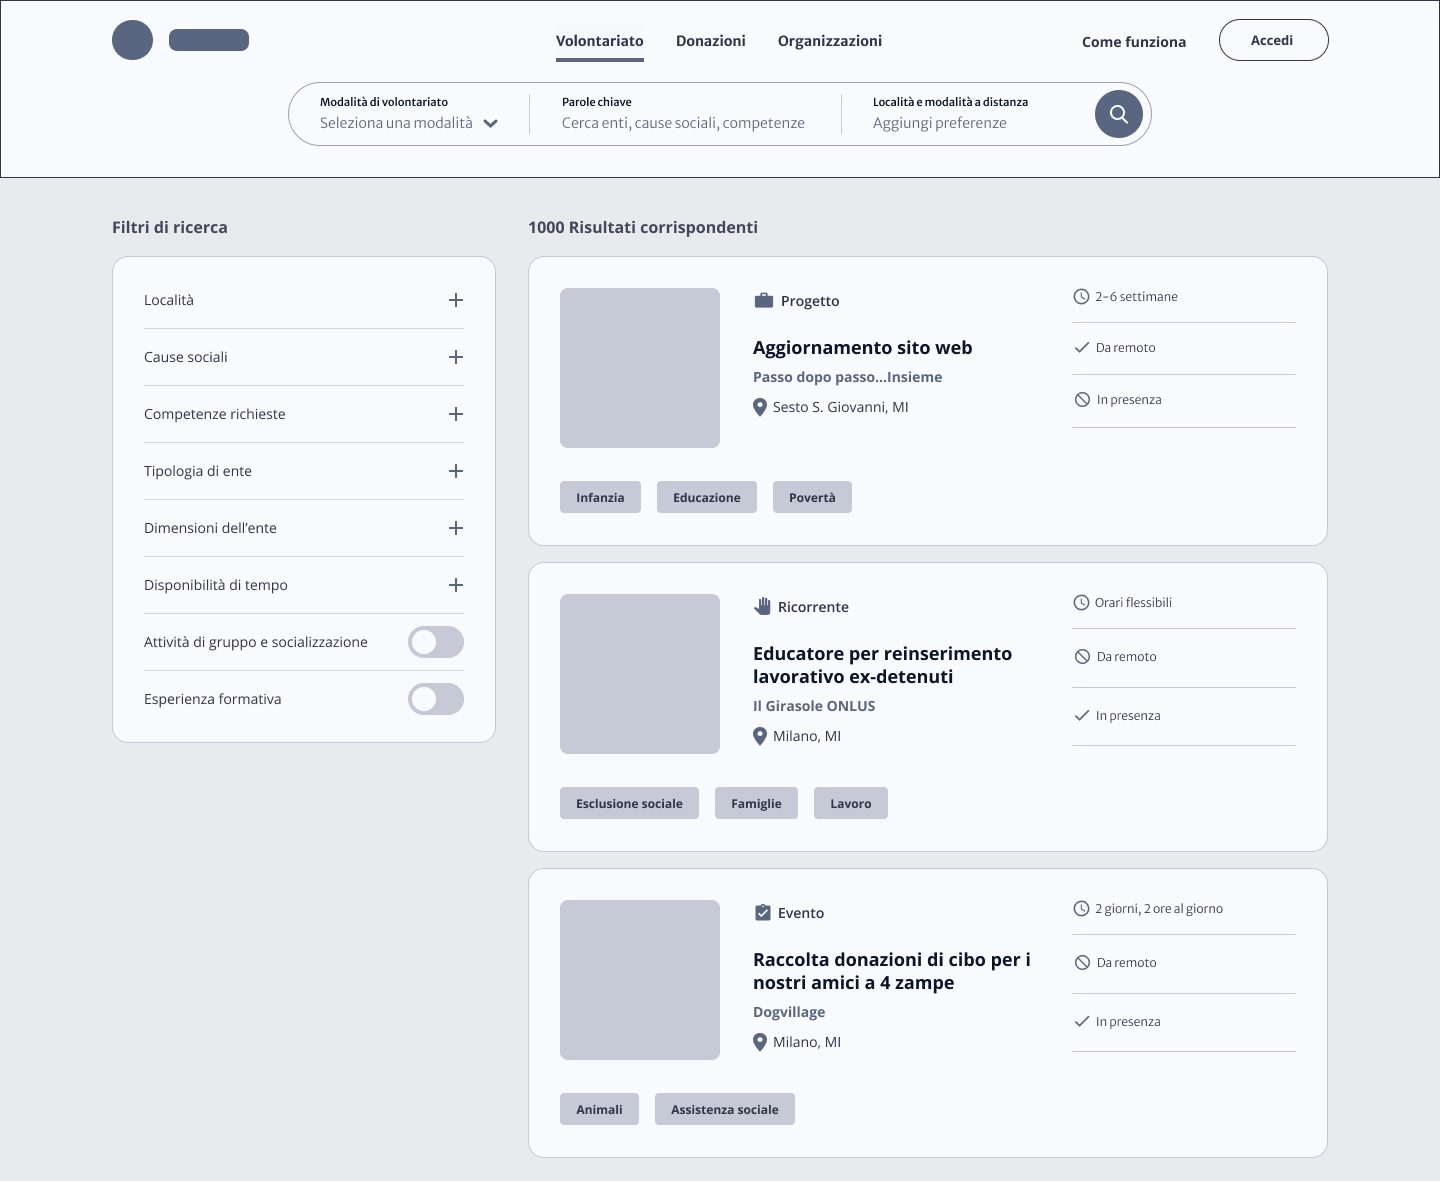 Volontariato
Donazioni
Organizzazioni
Come funziona
Accedi
Modalità di volontariato
Seleziona una modalità
Parole chiave
Cerca enti, cause sociali, competenze
Località e modalità a distanza
Aggiungi preferenze
Filtri di ricerca
Località
Cause sociali
Competenze richieste
Tipologia di ente
Dimensioni dell’ente
Disponibilità di tempo
Attività di gruppo e socializzazione
Esperienza formativa
1000 Risultati corrispondenti
Progetto
Aggiornamento sito web
Passo dopo passo...Insieme
Sesto S. Giovanni, MI
2-6 settimane
Da remoto
In presenza
Infanzia
Educazione
Povertà
Ricorrente
Educatore per reinserimento
lavorativo ex-detenuti
Il Girasole ONLUS
Milano, MI
Orari flessibili
Da remoto
In presenza
Esclusione sociale
Famiglie
Lavoro
Evento
Raccolta donazioni di cibo per i
nostri amici a 4 zampe
Dogvillage
Milano, MI
2 giorni, 2 ore al giorno
Da remoto
In presenza
Animali
Assistenza sociale